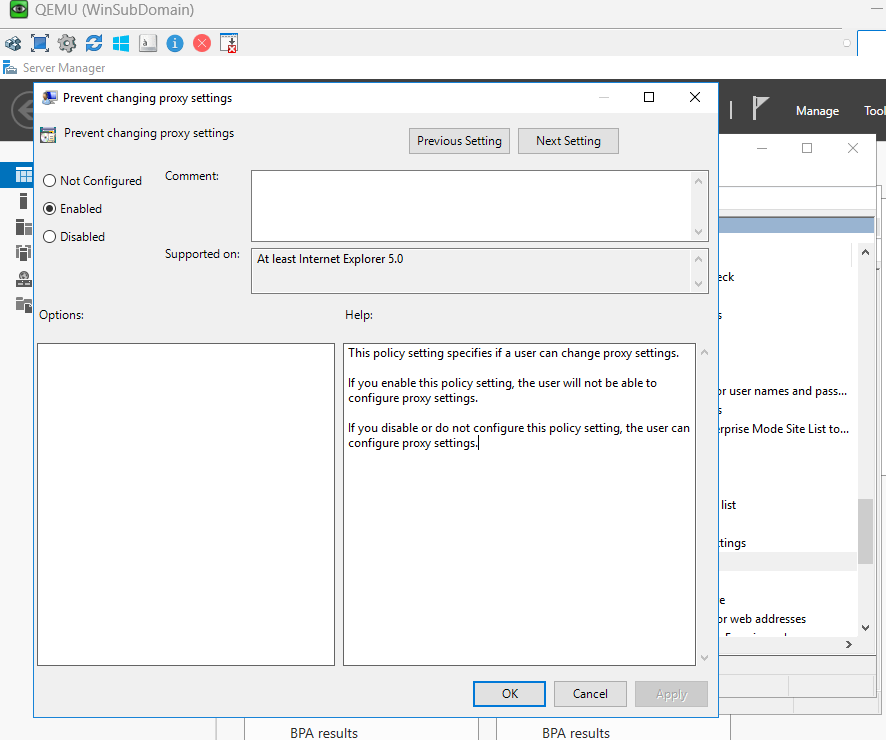 QEMU (WinSubDomain)
Server Manager
Prevent changing proxy settings
Prevent changing proxy settings
Previous Setting
Next Setting
Manage
Not Configured
Comment:
Enabled
Disabled
Supported on:
At least Internet Explorer 5.0
Options:
Help:
This policy setting specifies if a user can change proxy settings.
If you enable this policy setting, the user will not be able to
configure proxy settings.
If you disable or do not configure this policy setting, the user can
configure proxy settings.
eck
s
or user names and pass...
s
erprise Mode Site List to...
list
ttings
e
or web addresses
OK
Cancel
Apply
BPA results
BPA results